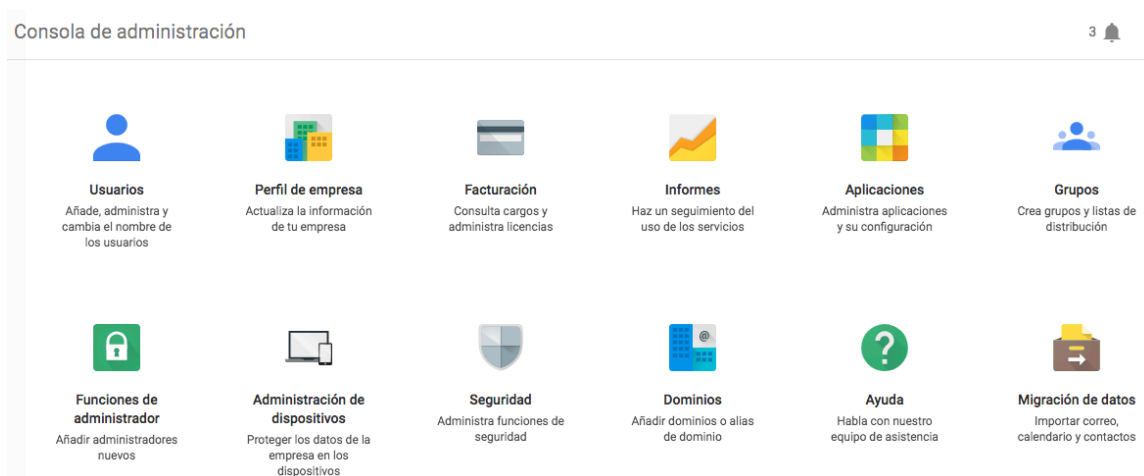 Consola de administración
3
Usuarios
Añade, administra y
cambia el nombre de
los usuarios
Perfil de empresa
Actualiza la información
de tu empresa
Facturación
Consulta cargos y
administra licencias
Informes
Haz un seguimiento del
uso de los servicios
Aplicaciones
Administra aplicaciones
y su configuración
Grupos
Crea grupos y listas de
distribución
Funciones de
administrador
Añadir administradores
nuevos
Administración de
dispositivos
Proteger los datos de la
empresa en los
dispositivos
Seguridad
Administra funciones de
seguridad
@
Dominios
Añadir dominios o alias
de dominio
?
Ayuda
Habla con nuestro
equipo de asistencia
Migración de datos
Importar correo,
calendario y contactos